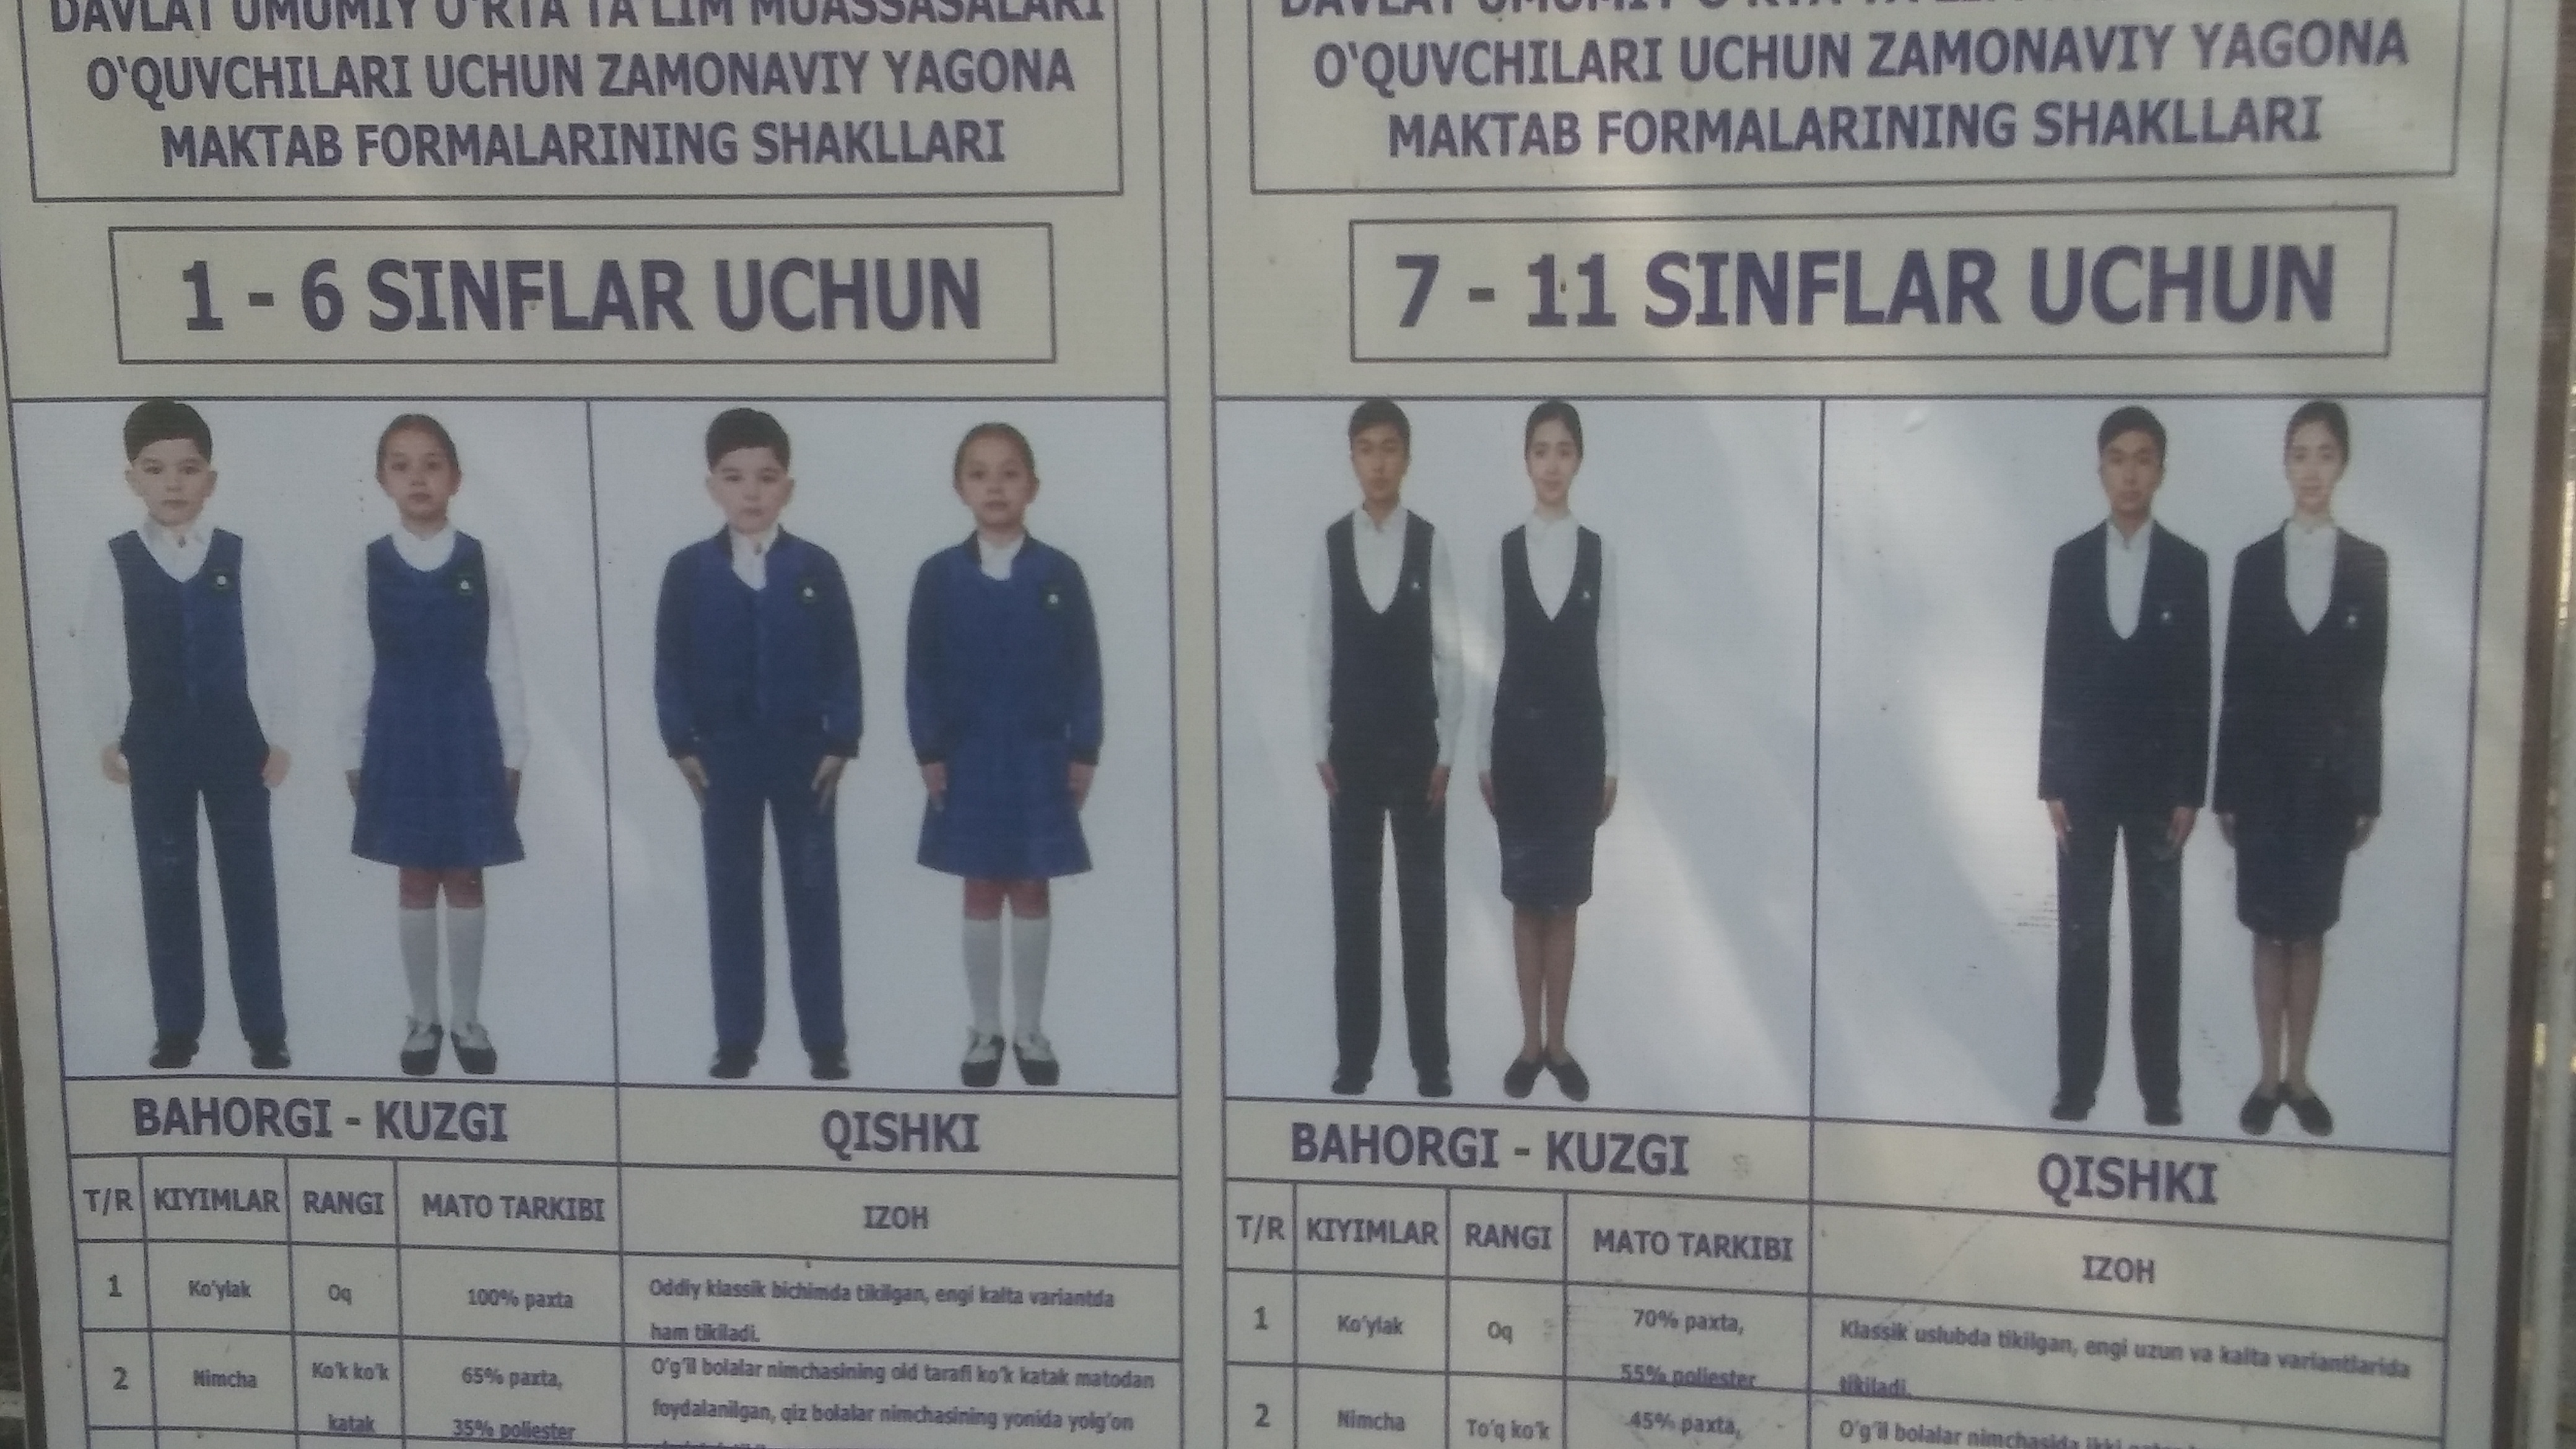 DAVLAT UMUMIY O‘RTA TA’LIM MUASSASALARI
O‘QUVCHILARI UCHUN ZAMONAVIY YAGONA
MAKTAB FORMALARINING SHAKLLARI
1 - 6 SINFLAR UCHUN
BAHORGI - KUZGI
QISHKI
T/R KIYIMLAR RANGI MATO TARKIBI IZOH
1 Ko‘ylak Oq 100% paxta
Oddiy klassik bichimda tikilgan, engi kalta variantda
ham tikiladi.
2 Nimcha
Ko‘k ko‘k
katak
65% paxta,
35% poliester
O‘g‘il bolalar nimchasining old tarafi ko‘k katak matodan
foydalanilgan, qiz bolalar nimchasining yonida yolg‘on
DAVLAT UMUMIY O‘RTA
O‘QUVCHILARI UCHUN ZAMONAVIY YAGONA
MAKTAB FORMALARINING SHAKLLARI
7 - 11 SINFLAR UCHUN
BAHORGI - KUZGI
QISHKI
T/R KIYIMLAR RANGI MATO TARKIBI IZOH
1 Ko‘ylak Oq
70% paxta,
55% poliester
Klassik uslubda tikilgan, engi uzun va kalta variantlarida
tikiladi.
2 Nimcha To‘q ko‘k 45% paxta,
O‘g‘il bolalar nimchasida ikki